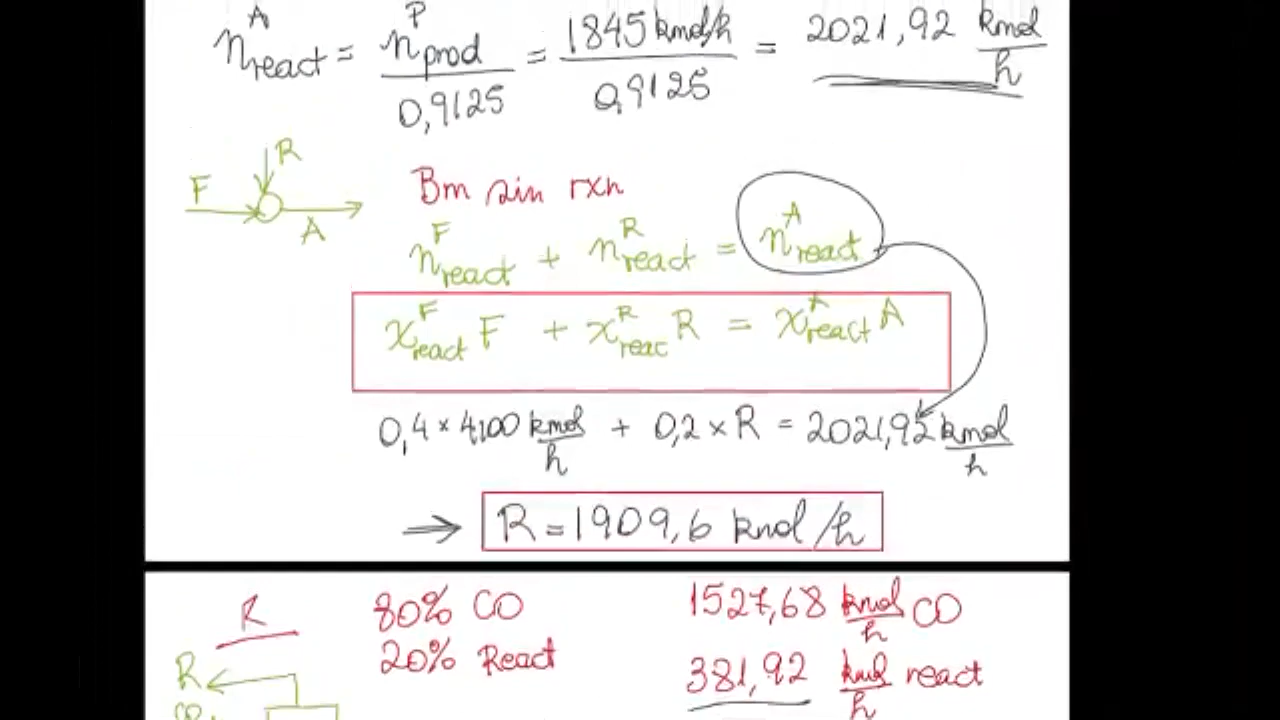 n^A_react = n^P_prod / 0,9125 = 1845 kmol/h / 0,9125 = 2021,92 kmol/h
F R A
Bm sin rxn
n^F_react + n^R_react = n^A_react
x^F_react F + x^R_reac R = x^A_react A
0,4 × 4100 kmol/h + 0,2 × R = 2021,92 kmol/h
⇒ R = 1909,6 kmol/h
R 80% CO 1527,68 kmol/h CO
20% React 381,92 kmol/h react
R